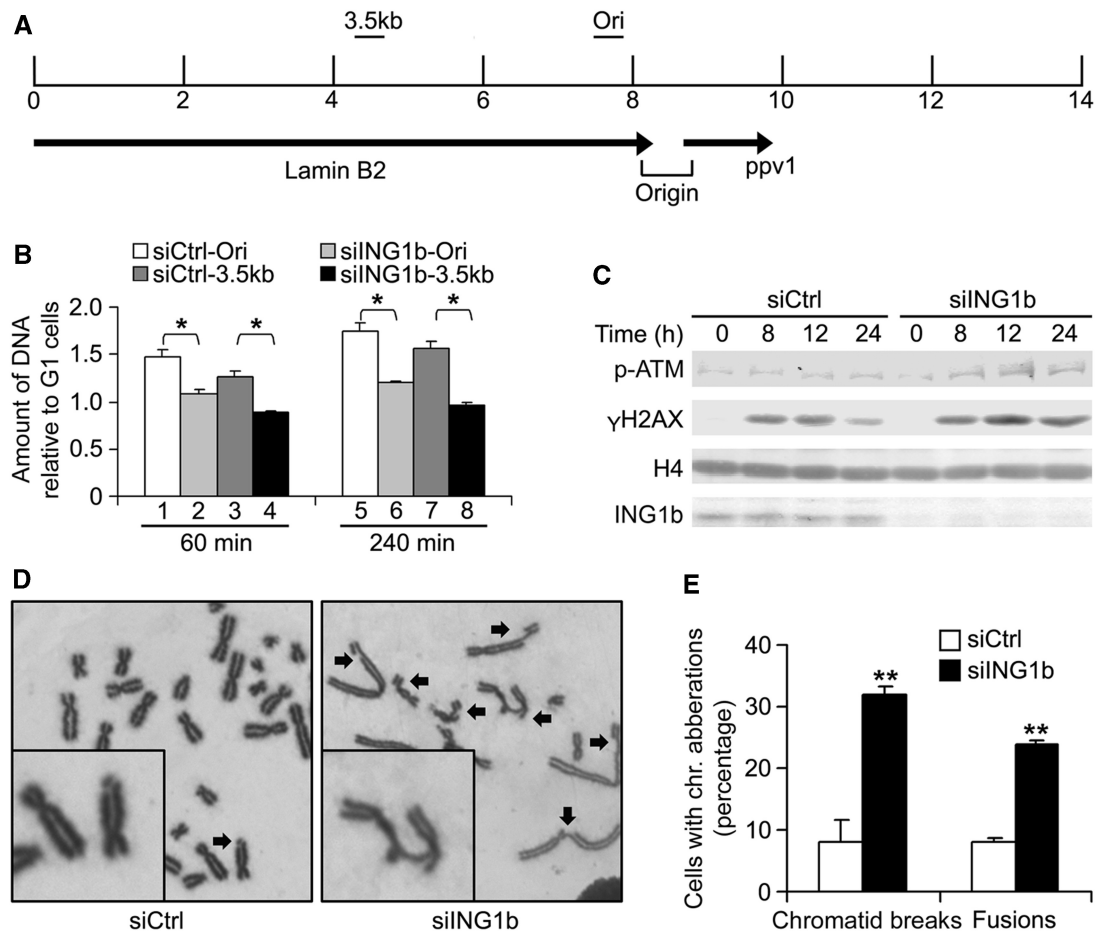 A
3.5kb Ori
0 2 4 6 8 10 12 14
Lamin B2
ppv1
Origin
B
siCtrl-Ori siING1b-Ori
siCtrl-3.5kb siING1b-3.5kb
Amount of DNA
relative to G1 cells
2.0
1.5
1.0
0.5
0
* * * *
1 2 3 4 5 6 7 8
60 min 240 min
C
siCtrl siING1b
Time (h) 0 8 12 24 0 8 12 24
p-ATM
γH2AX
H4
ING1b
D
siCtrl siING1b
E
siCtrl
siING1b
Cells with chr. abberations
(percentage)
40
30
20
10
0
** **
Chromatid breaks Fusions